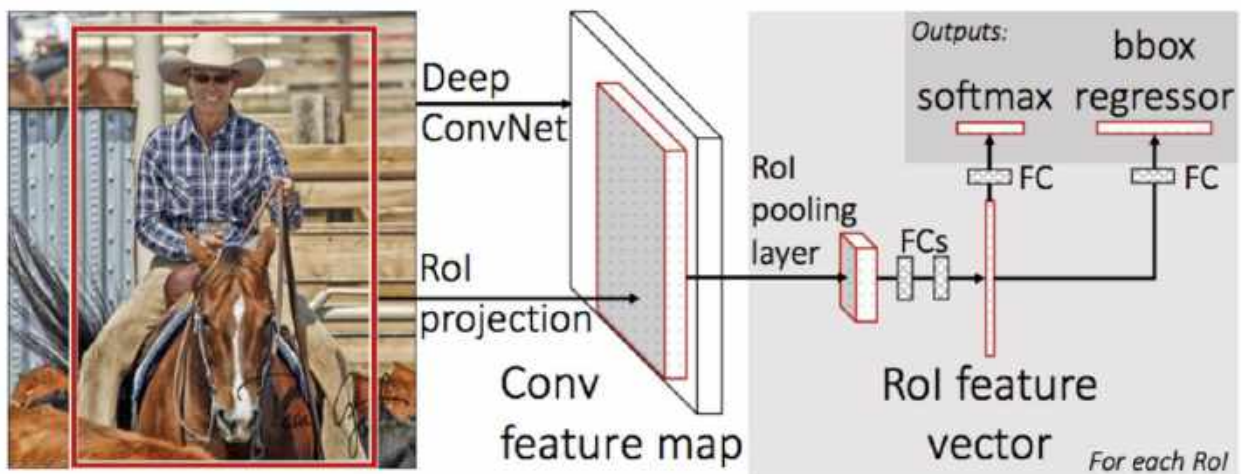 Deep
ConvNet
RoI
projection
Conv
feature map
RoI
pooling
layer
FCs
RoI feature
vector
Outputs:
softmax
bbox
regressor
FC
FC
For each RoI